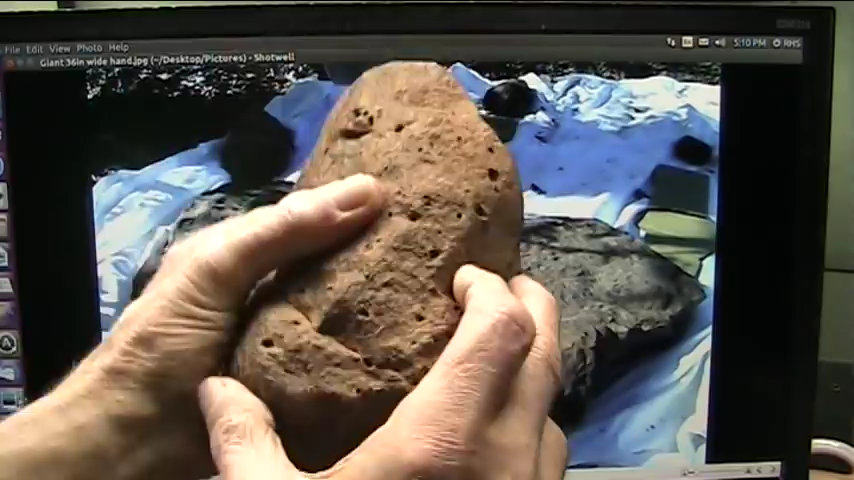 File Edit View Photo Help
5:10 PM RHS
Giant 36in wide hand.jpg (~/Desktop/Pictures) - Shotwell